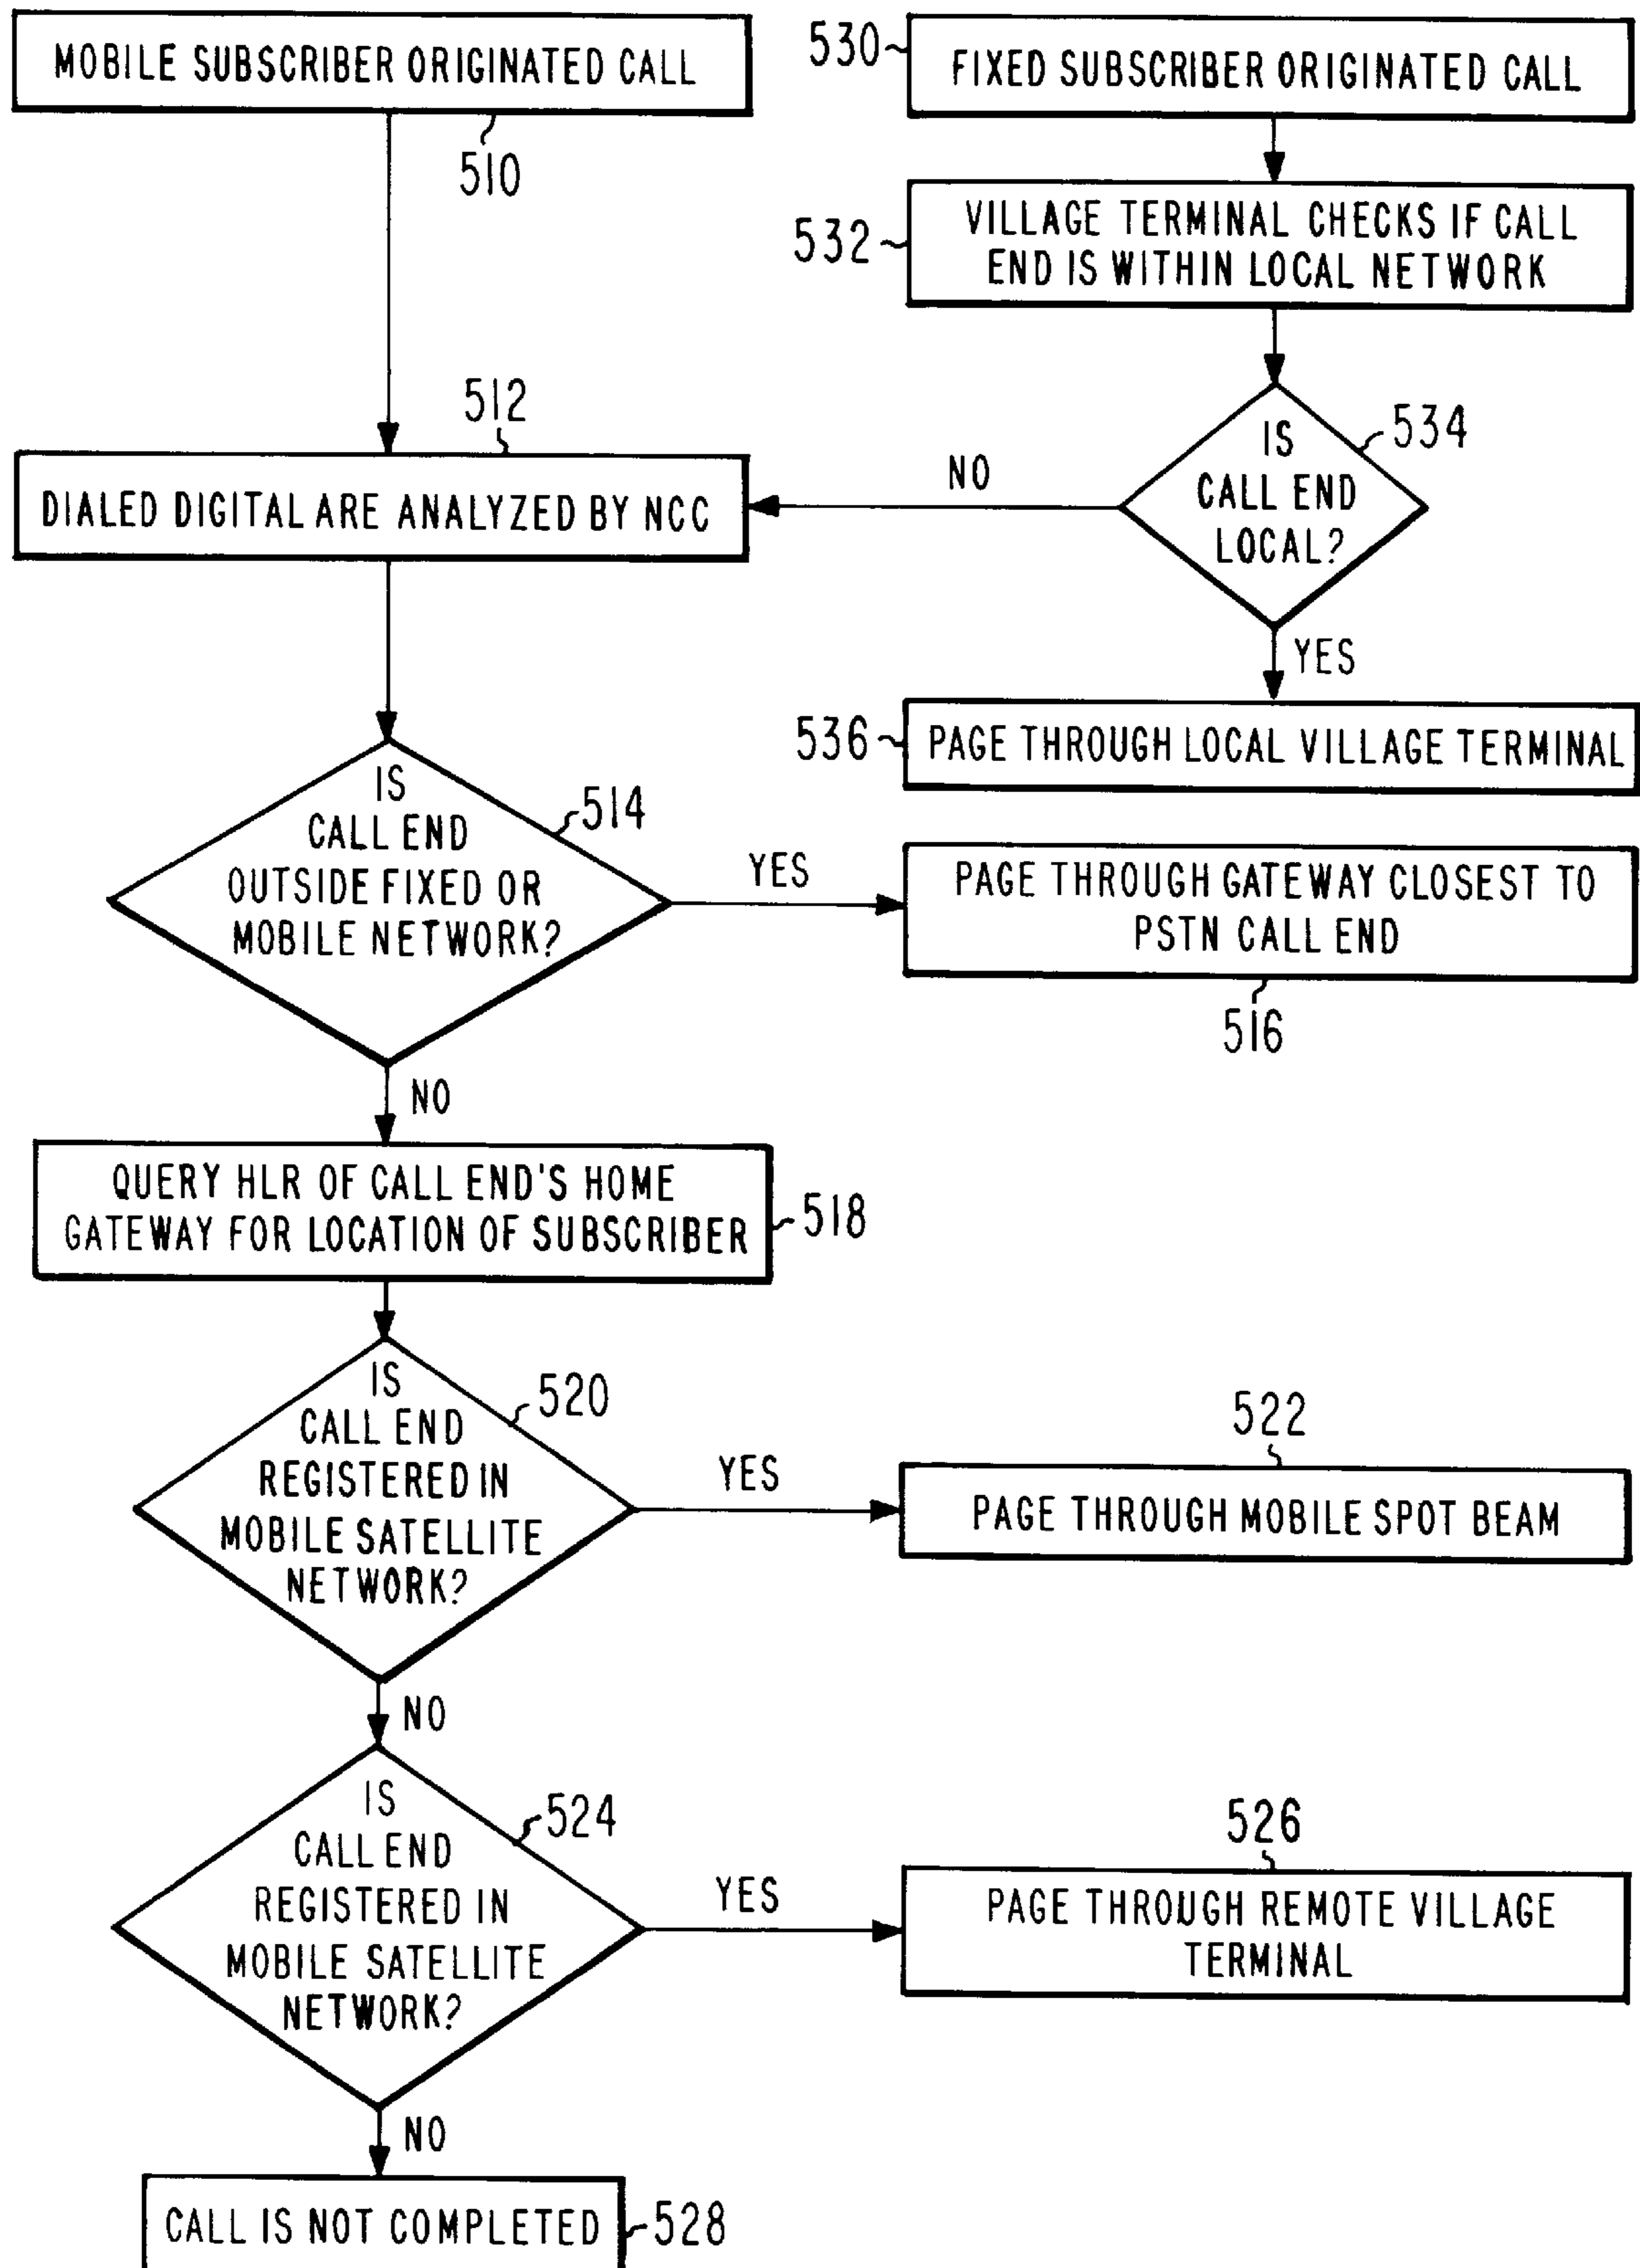 MOBILE SUBSCRIBER ORIGINATED CALL
510
530
FIXED SUBSCRIBER ORIGINATED CALL
532
VILLAGE TERMINAL CHECKS IF CALL
END IS WITHIN LOCAL NETWORK
512
DIALED DIGITAL ARE ANALYZED BY NCC
NO
IS
CALL END
LOCAL?
534
YES
536
PAGE THROUGH LOCAL VILLAGE TERMINAL
IS
CALL END
OUTSIDE FIXED OR
MOBILE NETWORK?
514
YES
PAGE THROUGH GATEWAY CLOSEST TO
PSTN CALL END
516
NO
QUERY HLR OF CALL END'S HOME
GATEWAY FOR LOCATION OF SUBSCRIBER
518
IS
CALL END
REGISTERED IN
MOBILE SATELLITE
NETWORK?
520
YES
522
PAGE THROUGH MOBILE SPOT BEAM
NO
IS
CALL END
REGISTERED IN
MOBILE SATELLITE
NETWORK?
524
YES
526
PAGE THROUGH REMOTE VILLAGE
TERMINAL
NO
CALL IS NOT COMPLETED
528